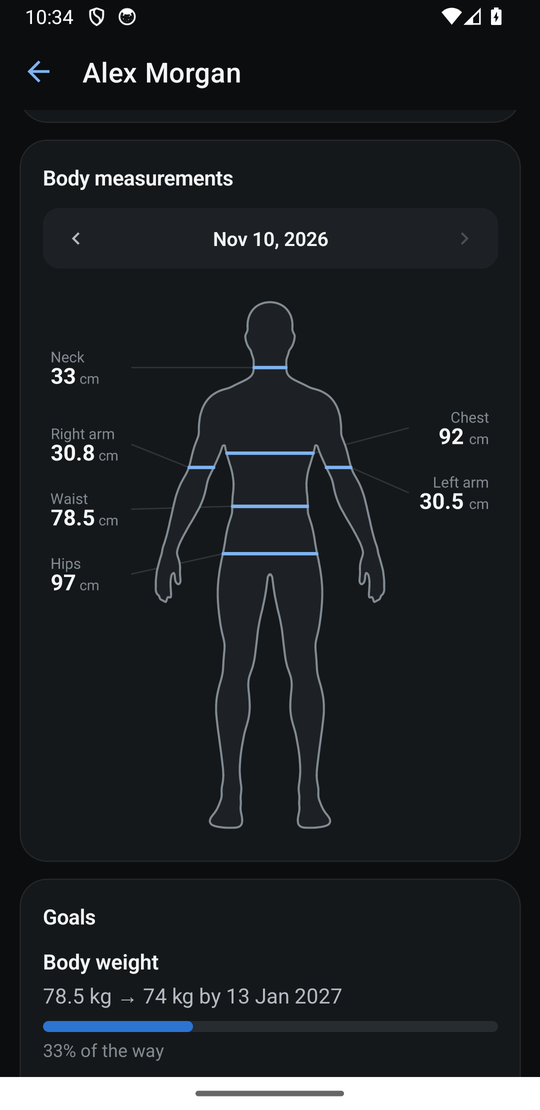 10:34
Alex Morgan
Body measurements
Nov 10, 2026
Neck
33 cm
Chest
92 cm
Right arm
30.8 cm
Left arm
30.5 cm
Waist
78.5 cm
Hips
97 cm
Goals
Body weight
78.5 kg → 74 kg by 13 Jan 2027
33% of the way